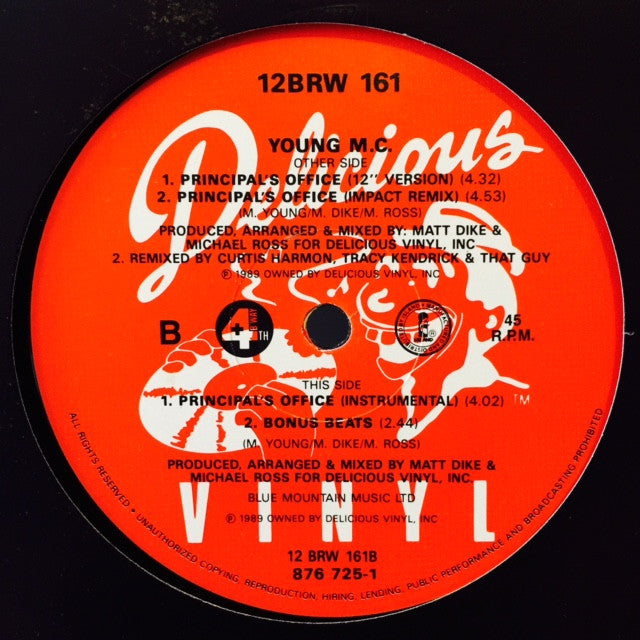 12BRW 161
Delicious
YOUNG M.C.
OTHER SIDE
1. PRINCIPAL'S OFFICE (12" VERSION) (4.32)
2. PRINCIPAL'S OFFICE (IMPACT REMIX) (4.53)
(M. YOUNG/M. DIKE/M. ROSS)
PRODUCED, ARRANGED & MIXED BY: MATT DIKE &
MICHAEL ROSS FOR DELICIOUS VINYL, INC
2. REMIXED BY CURTIS HARMON, TRACY KENDRICK & THAT GUY
℗ 1989 OWNED BY DELICIOUS VINYL, INC
B
4TH
B'WAY
45
R.P.M.
THIS SIDE
TM
1. PRINCIPAL'S OFFICE (INSTRUMENTAL) (4.02)
2. BONUS BEATS (2.44)
(M. YOUNG/M. DIKE/M. ROSS)
PRODUCED, ARRANGED & MIXED BY MATT DIKE &
MICHAEL ROSS FOR DELICIOUS VINYL, INC.
BLUE MOUNTAIN MUSIC LTD
VINYL
℗ 1989 OWNED BY DELICIOUS VINYL, INC
12 BRW 161B
876 725-1
ALL RIGHTS RESERVED • UNAUTHORIZED COPYING, REPRODUCTION, HIRING, LENDING, PUBLIC PERFORMANCE AND BROADCASTING PROHIBITED